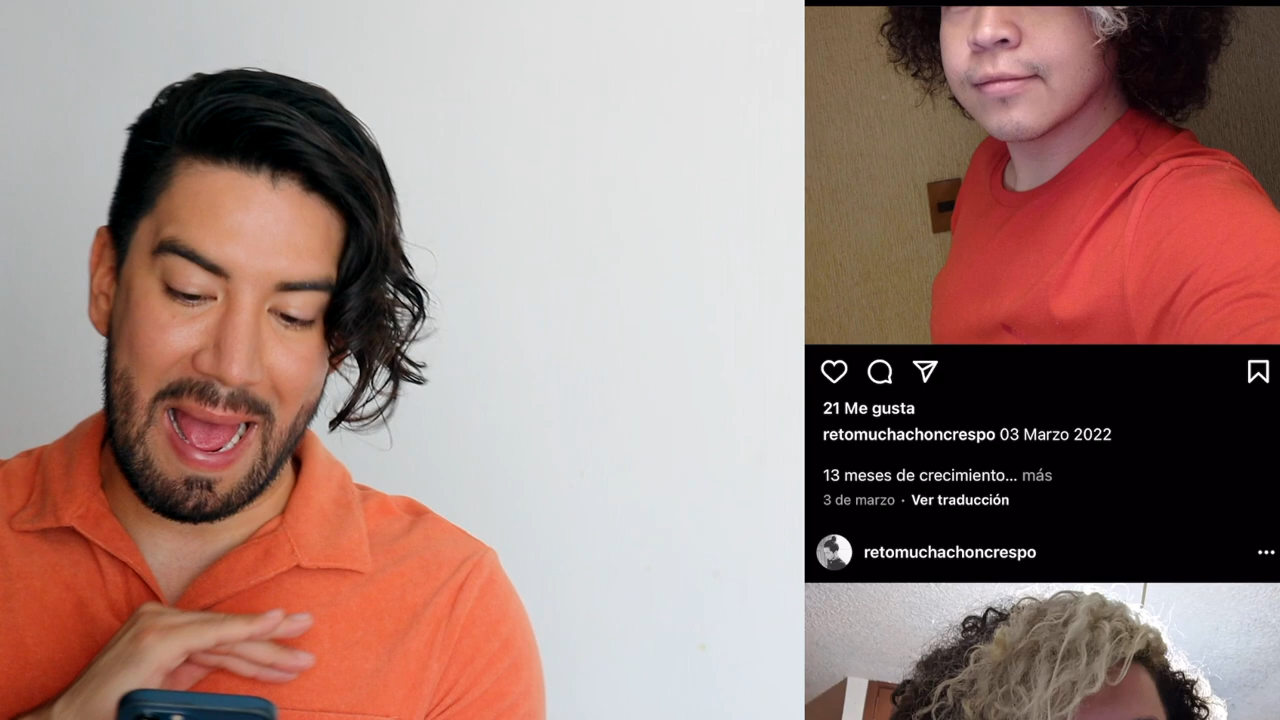 21 Me gusta
retomuchachoncrespo 03 Marzo 2022
13 meses de crecimiento... más
3 de marzo · Ver traducción
retomuchachoncrespo